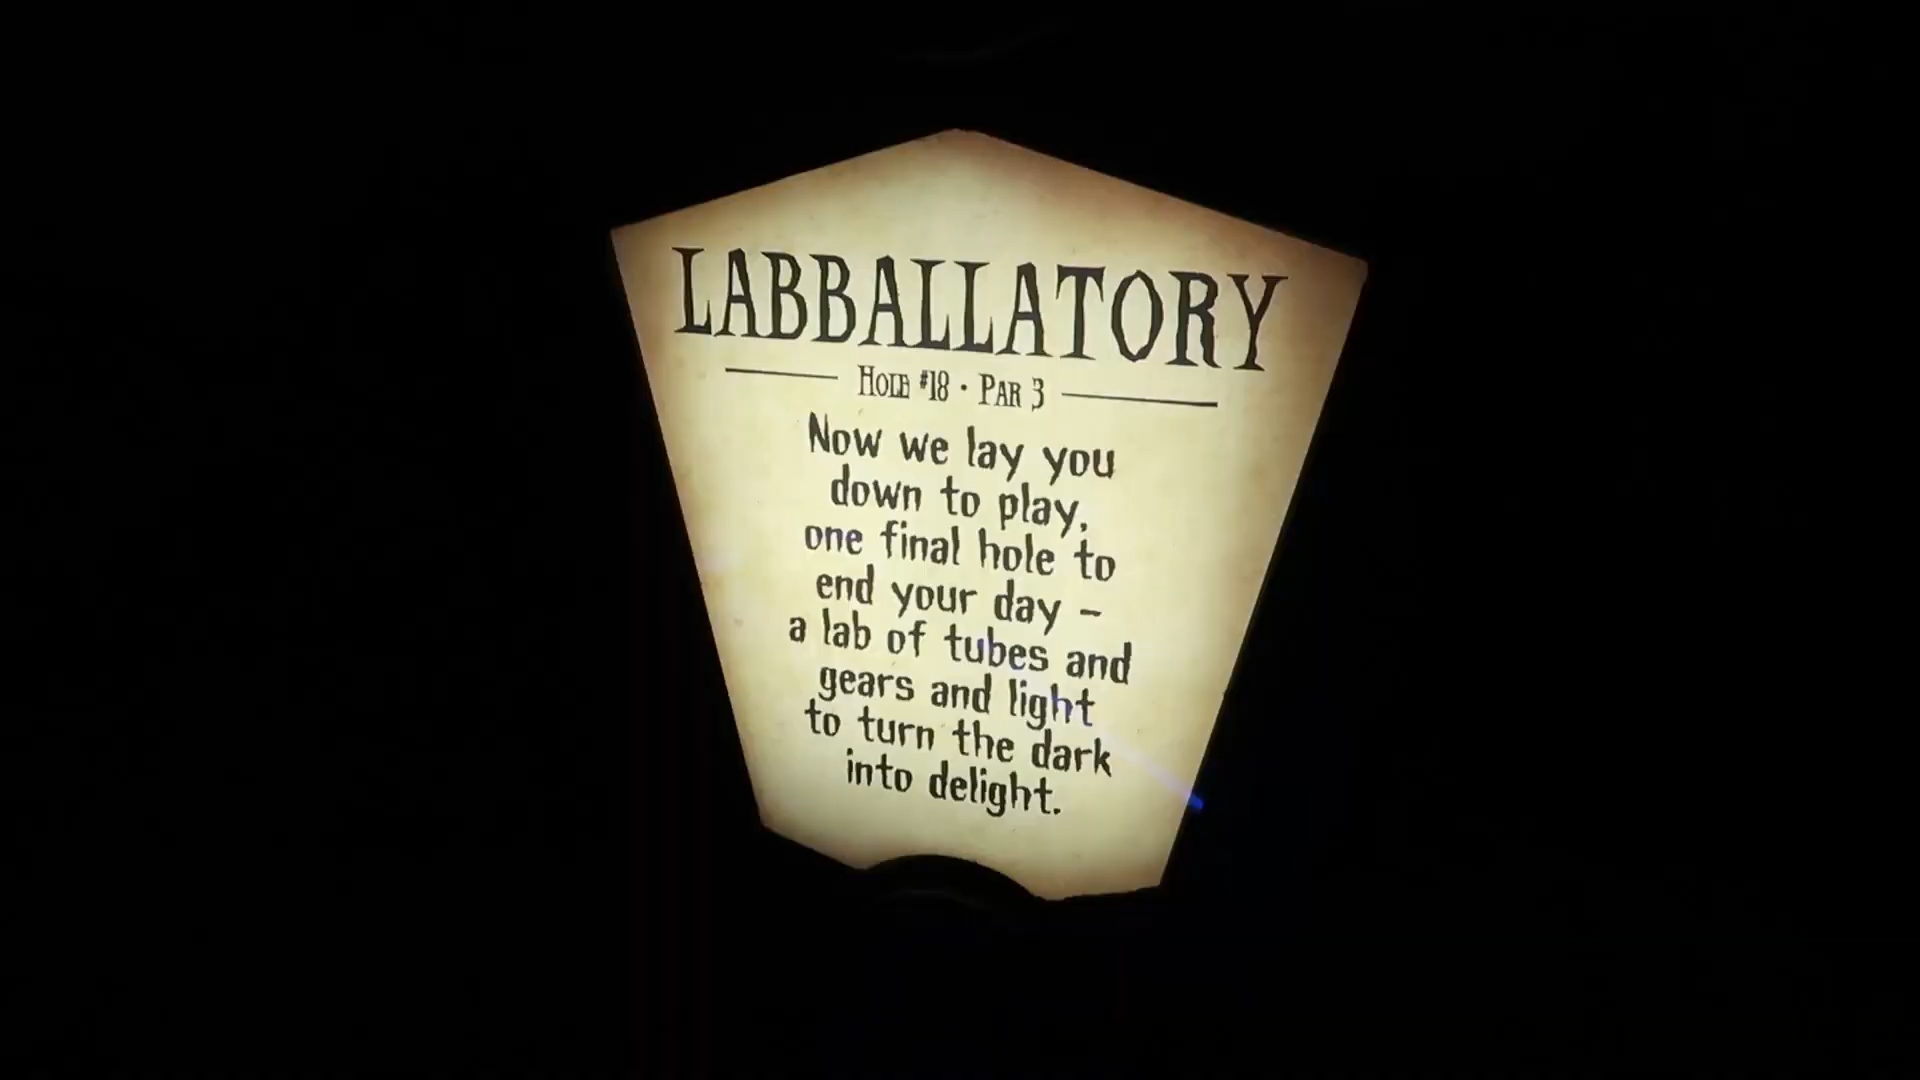 LABBALLATORY
HOLE #18 · PAR 3
Now we lay you
down to play,
one final hole to
end your day –
a lab of tubes and
gears and light
to turn the dark
into delight.